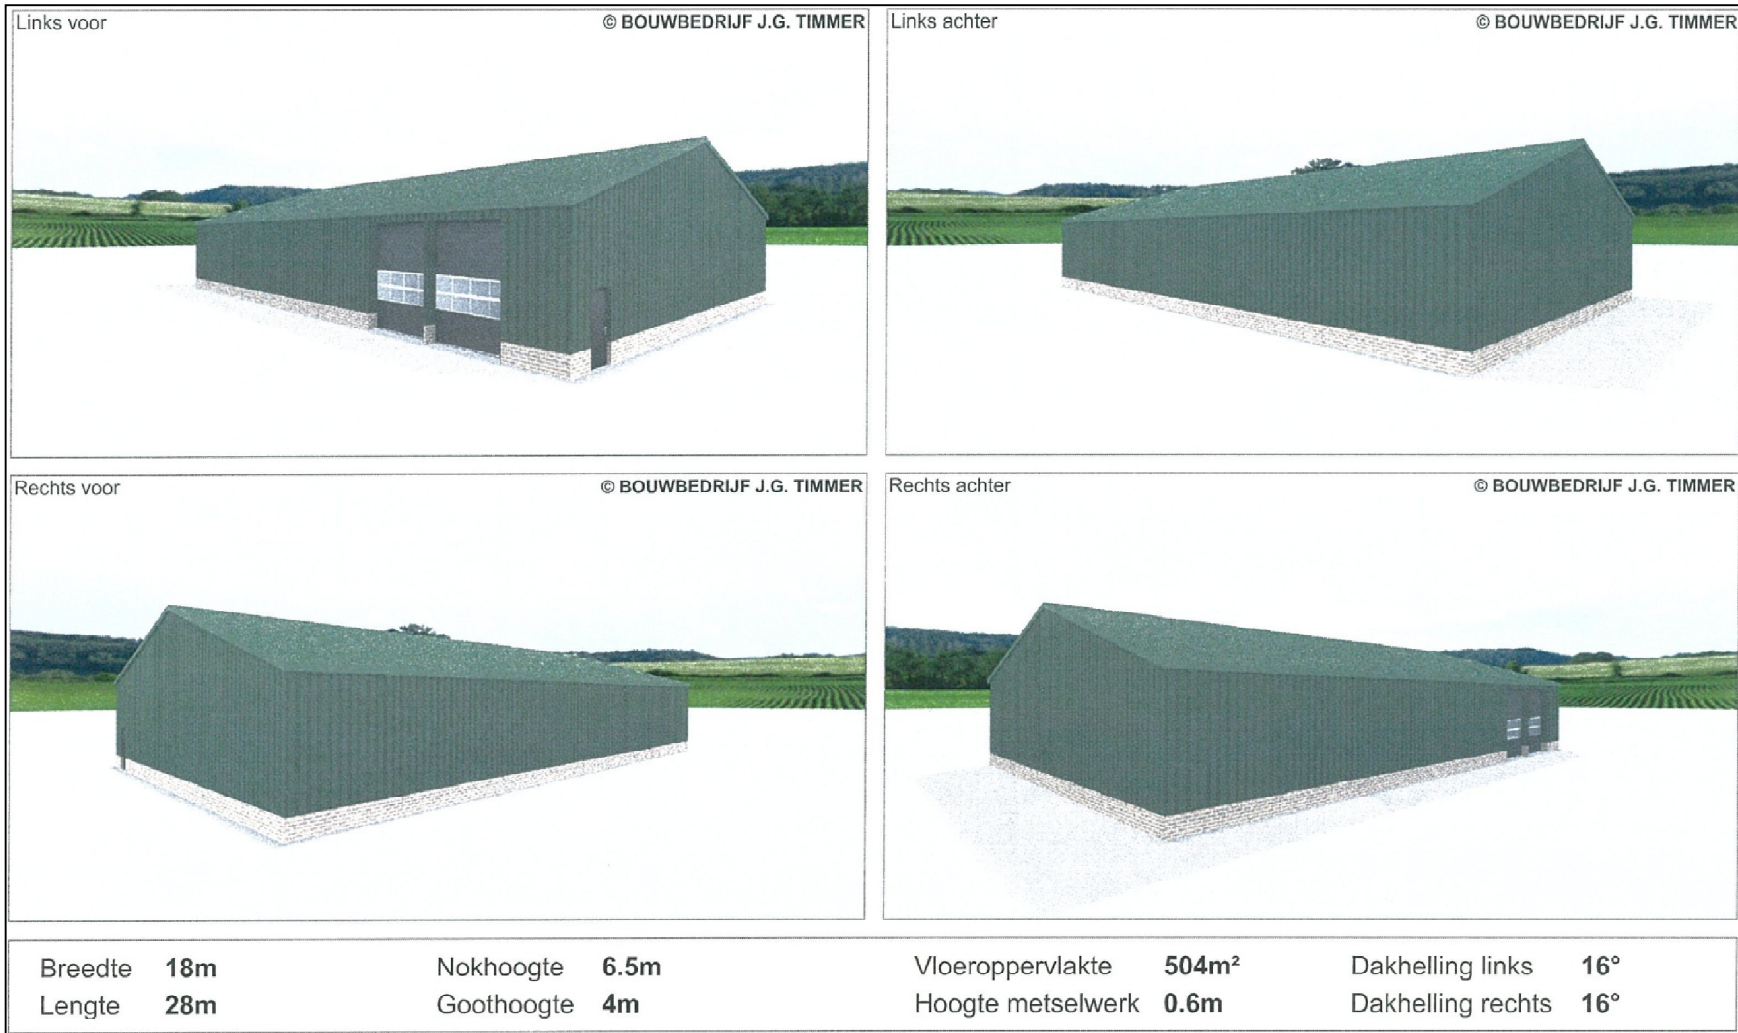 Links voor © BOUWBEDRIJF J.G. TIMMER
Links achter © BOUWBEDRIJF J.G. TIMMER
Rechts voor © BOUWBEDRIJF J.G. TIMMER
Rechts achter © BOUWBEDRIJF J.G. TIMMER
Breedte 18m Nokhoogte 6.5m Vloeroppervlakte 504m² Dakhelling links 16°
Lengte 28m Goothoogte 4m Hoogte metselwerk 0.6m Dakhelling rechts 16°